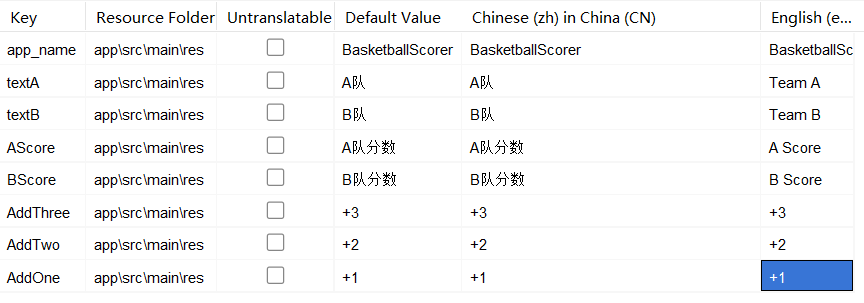 Key Resource Folder Untranslatable Default Value Chinese (zh) in China (CN) English (e...
app_name app\src\main\res BasketballScorer BasketballScorer BasketballSc
textA app\src\main\res A队 A队 Team A
textB app\src\main\res B队 B队 Team B
AScore app\src\main\res A队分数 A队分数 A Score
BScore app\src\main\res B队分数 B队分数 B Score
AddThree app\src\main\res +3 +3 +3
AddTwo app\src\main\res +2 +2 +2
AddOne app\src\main\res +1 +1 +1